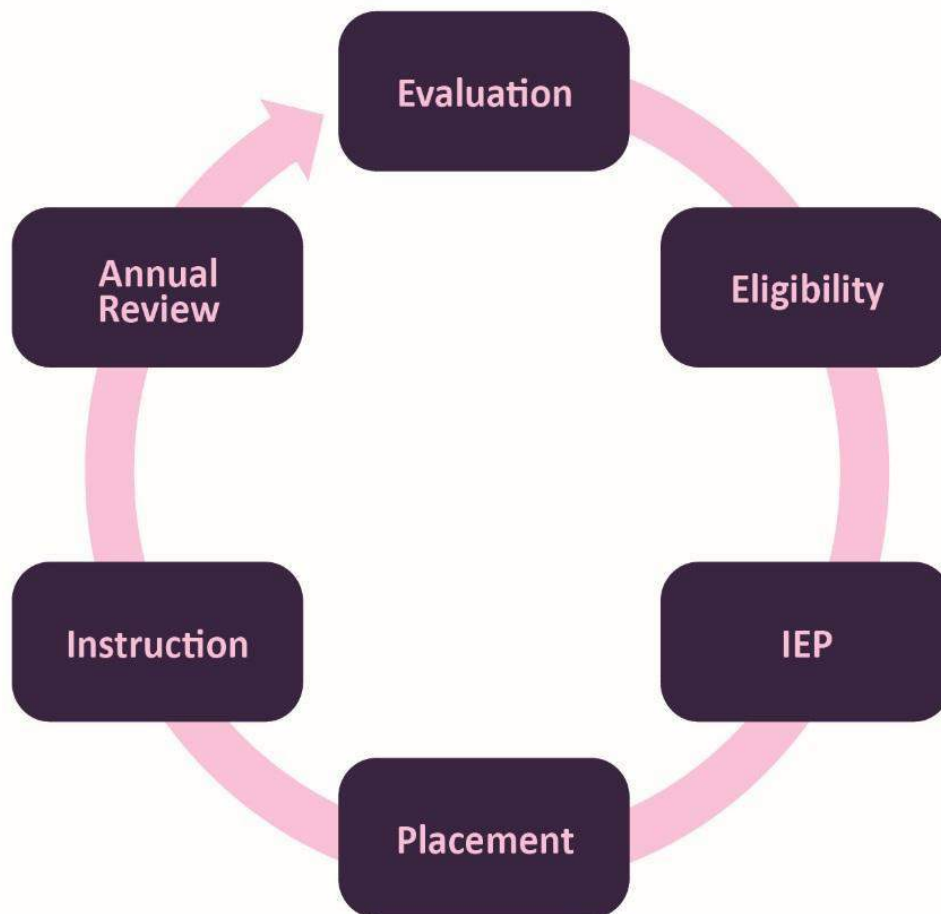 Evaluation
Eligibility
IEP
Placement
Instruction
Annual
Review